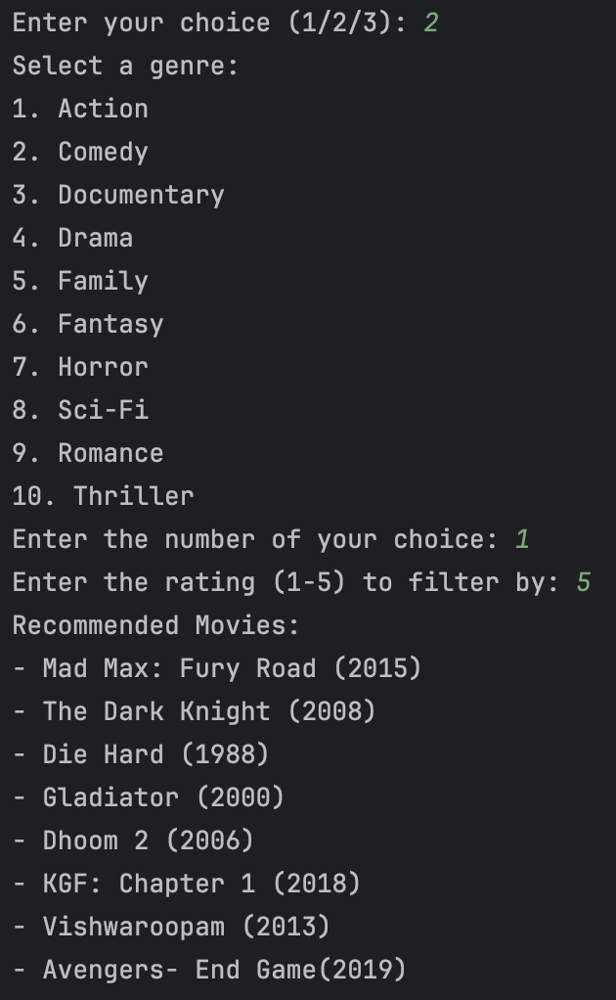 Enter your choice (1/2/3): 2
Select a genre:
1. Action
2. Comedy
3. Documentary
4. Drama
5. Family
6. Fantasy
7. Horror
8. Sci-Fi
9. Romance
10. Thriller
Enter the number of your choice: 1
Enter the rating (1-5) to filter by: 5
Recommended Movies:
- Mad Max: Fury Road (2015)
- The Dark Knight (2008)
- Die Hard (1988)
- Gladiator (2000)
- Dhoom 2 (2006)
- KGF: Chapter 1 (2018)
- Vishwaroopam (2013)
- Avengers- End Game(2019)